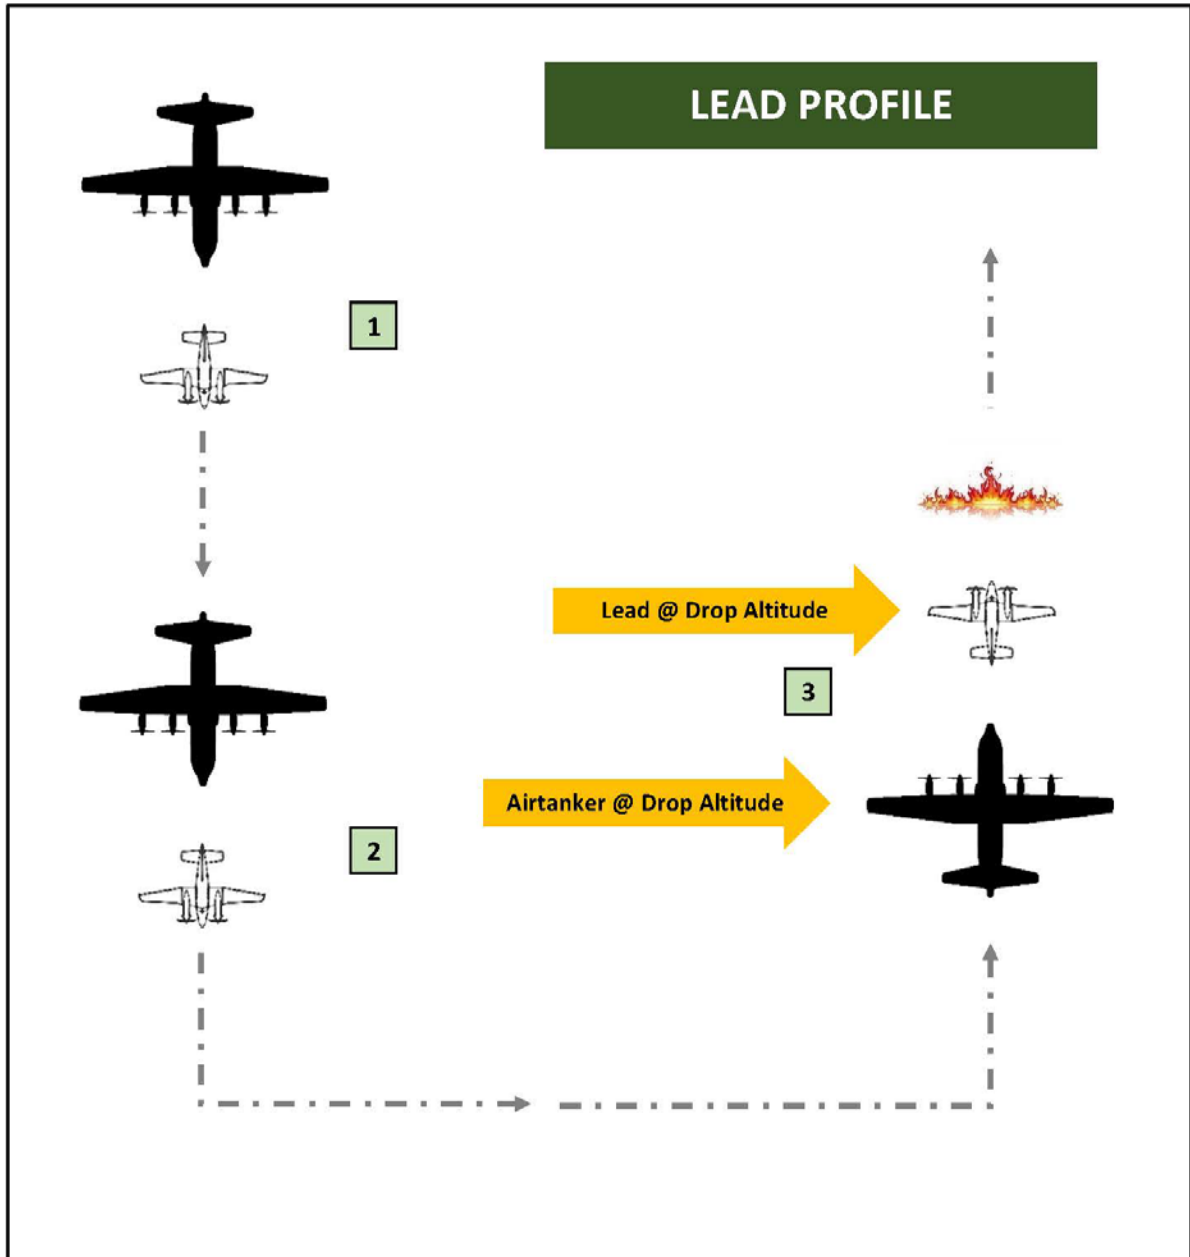 LEAD PROFILE
1
Lead @ Drop Altitude
3
Airtanker @ Drop Altitude
2